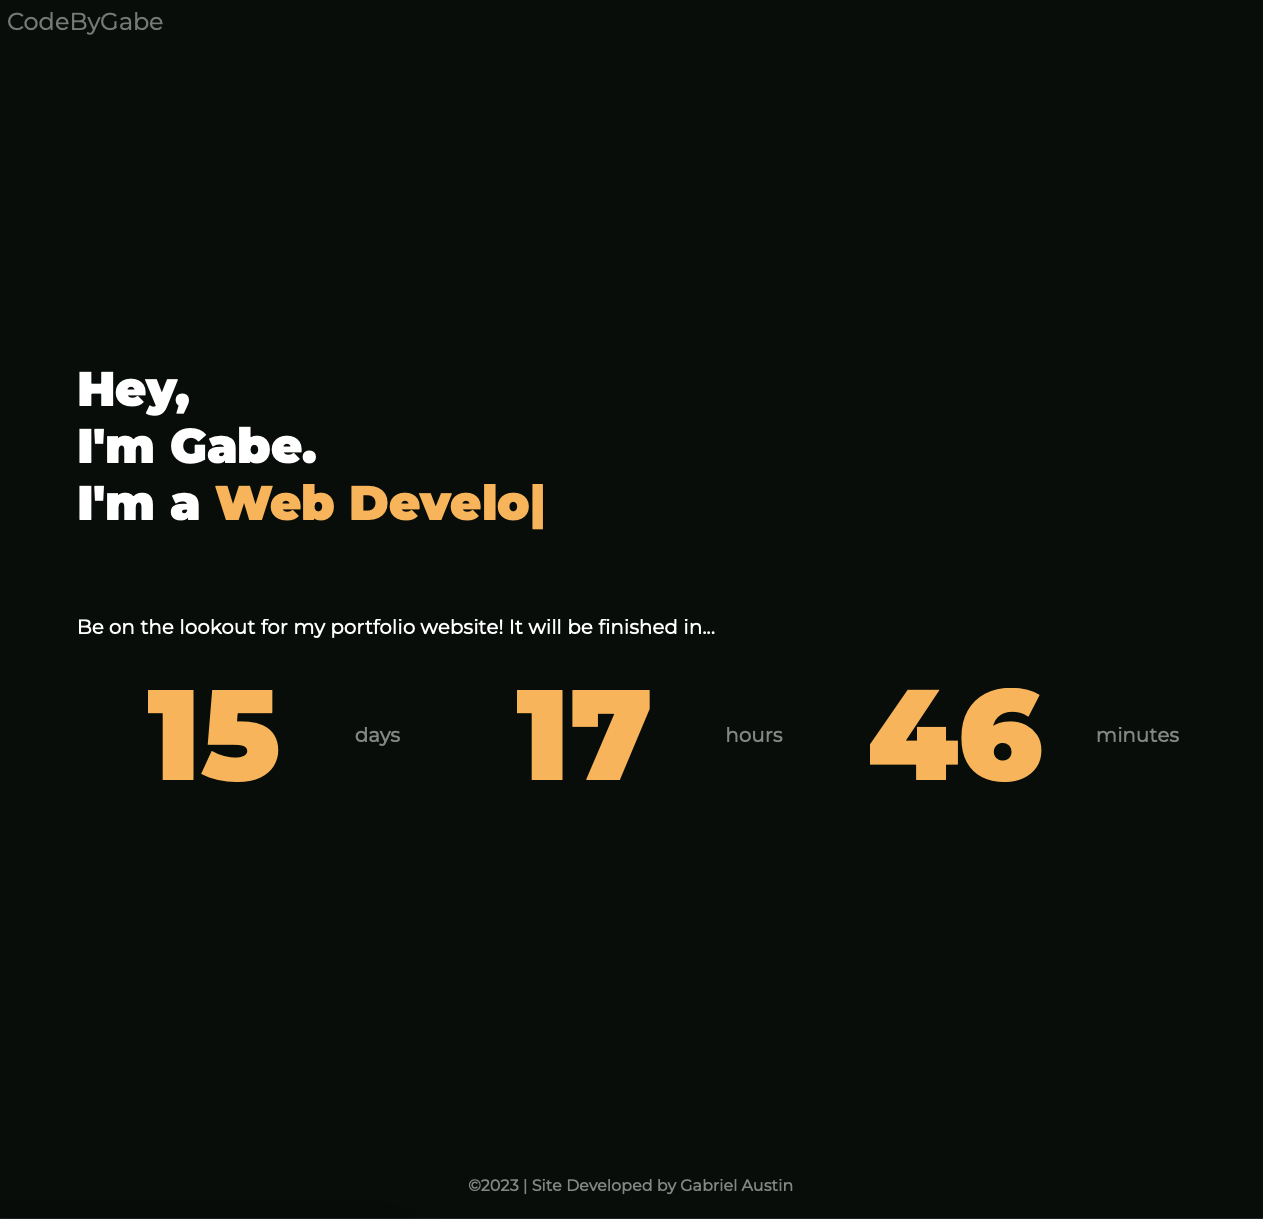 CodeByGabe
Hey,
I'm Gabe.
I'm a Web Develo|
Be on the lookout for my portfolio website! It will be finished in...
15 days 17 hours 46 minutes
©2023 | Site Developed by Gabriel Austin